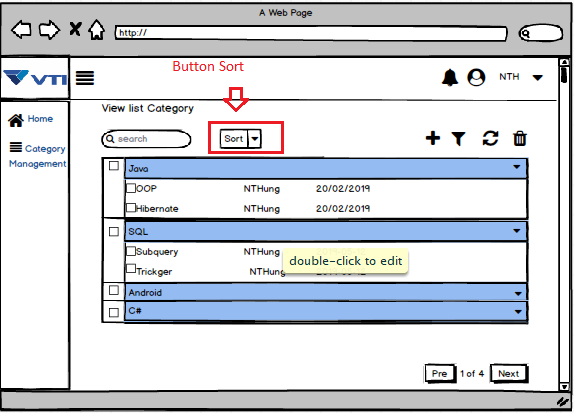 A Web Page
http://
Button Sort
VTI
NTH
View list Category
Home
search
Sort
Category
Management
Java
OOP NTHung 20/02/2019
Hibernate NTHung 20/02/2019
SQL
Subquery NTHung
double-click to edit
Trickger NTHung
Android
C#
Pre 1 of 4 Next